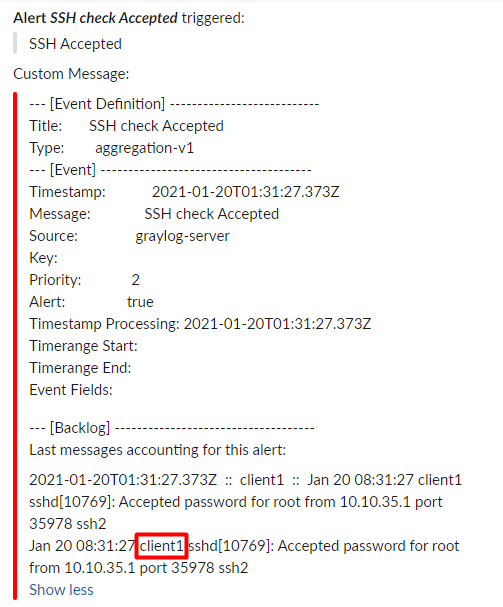 Alert SSH check Accepted triggered:
SSH Accepted
Custom Message:
--- [Event Definition] ---------------------------
Title: SSH check Accepted
Type: aggregation-v1
--- [Event] --------------------------------------
Timestamp: 2021-01-20T01:31:27.373Z
Message: SSH check Accepted
Source: graylog-server
Key:
Priority: 2
Alert: true
Timestamp Processing: 2021-01-20T01:31:27.373Z
Timerange Start:
Timerange End:
Event Fields:
--- [Backlog] ------------------------------------
Last messages accounting for this alert:
2021-01-20T01:31:27.373Z :: client1 :: Jan 20 08:31:27 client1
sshd[10769]: Accepted password for root from 10.10.35.1 port
35978 ssh2
Jan 20 08:31:27 client1 sshd[10769]: Accepted password for root
from 10.10.35.1 port 35978 ssh2
Show less